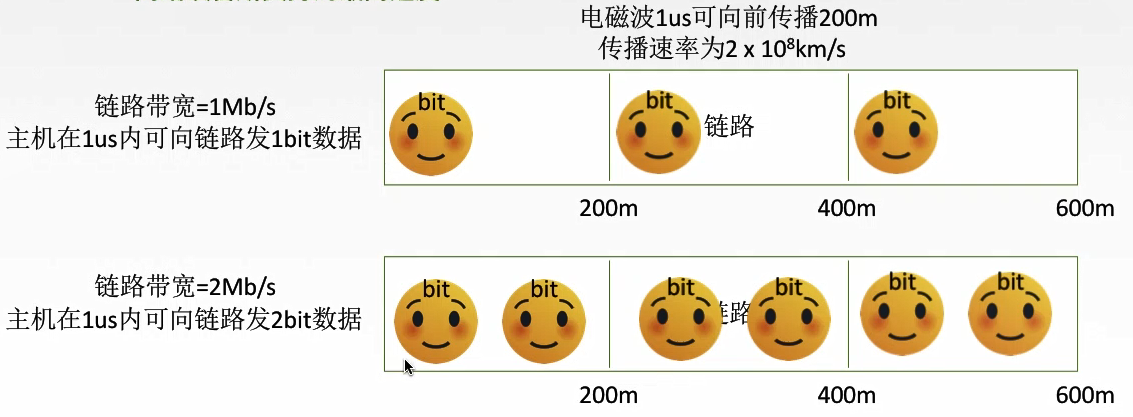 电磁波1us可向前传播200m
传播速率为2 x 10⁸km/s
链路带宽=1Mb/s
主机在1us内可向链路发1bit数据
bit
bit
链路
bit
200m
400m
600m
链路带宽=2Mb/s
主机在1us内可向链路发2bit数据
bit
bit
bit
链路
bit
bit
bit
200m
400m
600m